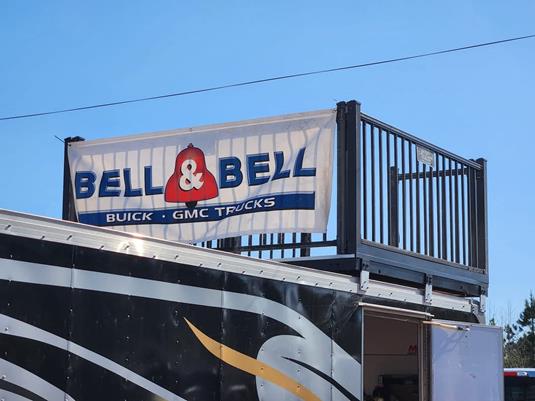 BELL & BELL
BUICK · GMC TRUCKS